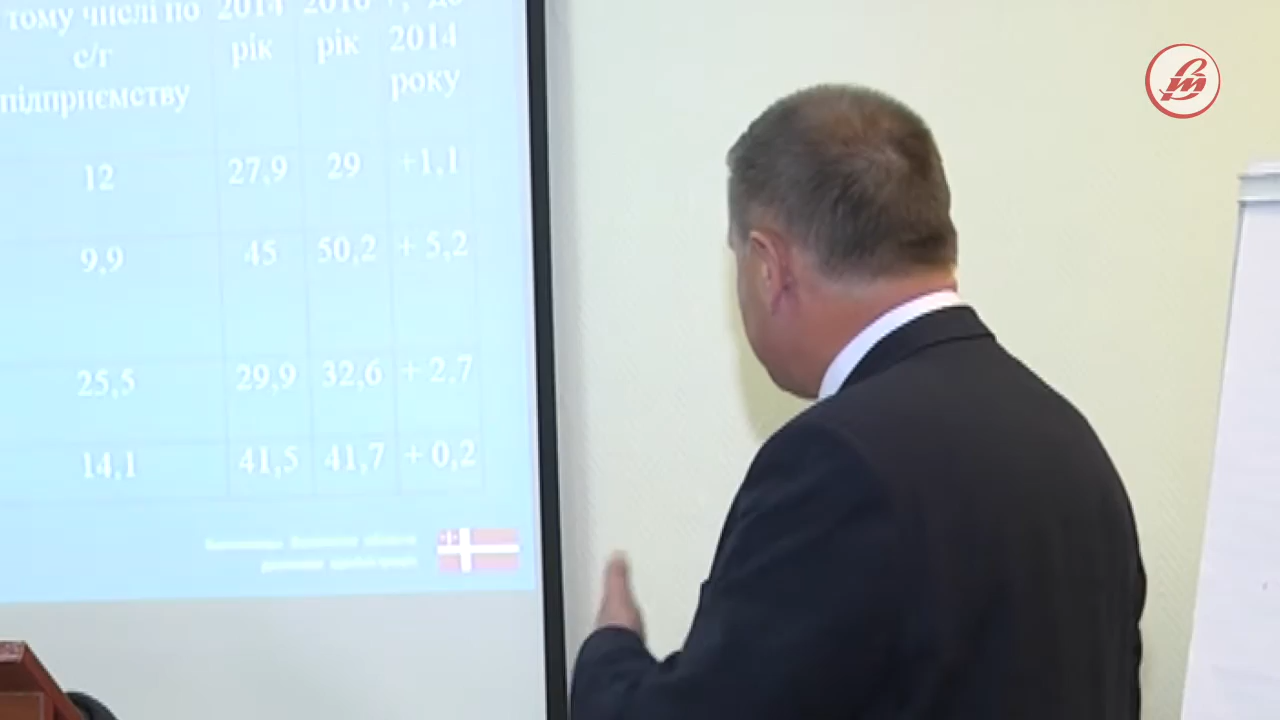 тому числі по 2014 2016
с/г рік рік 2014
підприємству року
12 27,9 29 +1,1
9,9 45 50,2 + 5,2
25,5 29,9 32,6 + 2,7
14,1 41,5 41,7 + 0,2